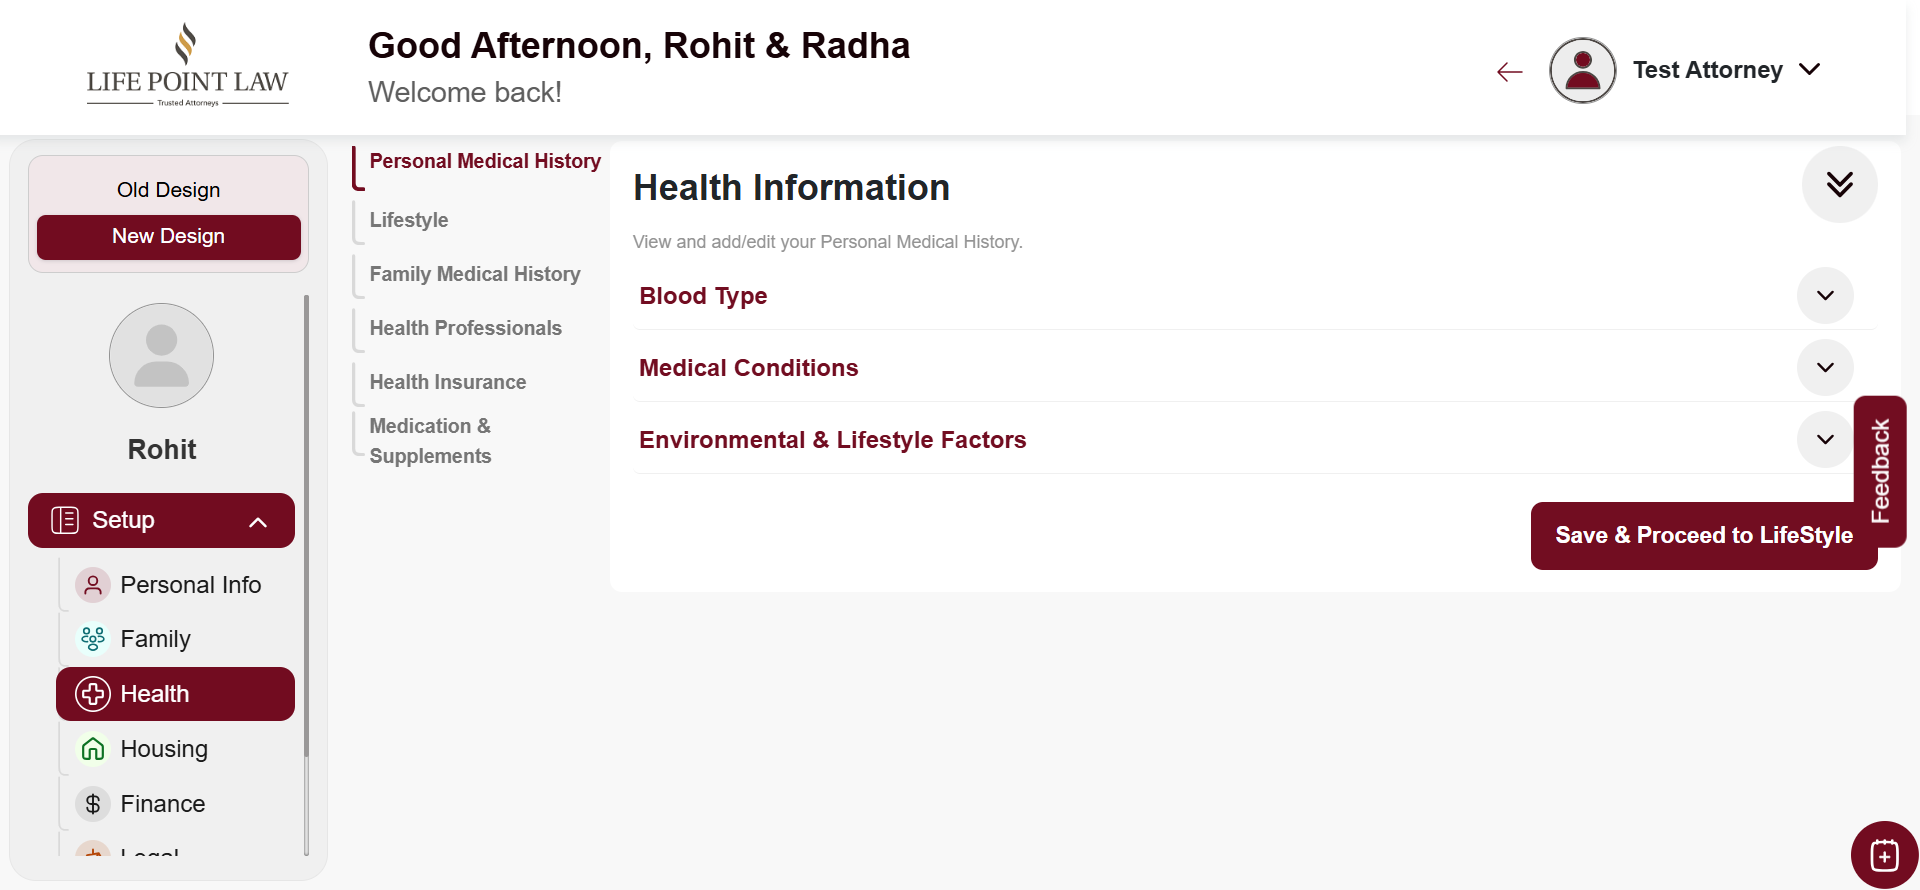 LIFE POINT LAW
Trusted Attorneys
Good Afternoon, Rohit & Radha
Welcome back!
Test Attorney
Old Design
New Design
Rohit
Setup
Personal Info
Family
Health
Housing
Finance
Legal
Personal Medical History
Lifestyle
Family Medical History
Health Professionals
Health Insurance
Medication &
Supplements
Health Information
View and add/edit your Personal Medical History.
Blood Type
Medical Conditions
Environmental & Lifestyle Factors
Save & Proceed to LifeStyle
Feedback